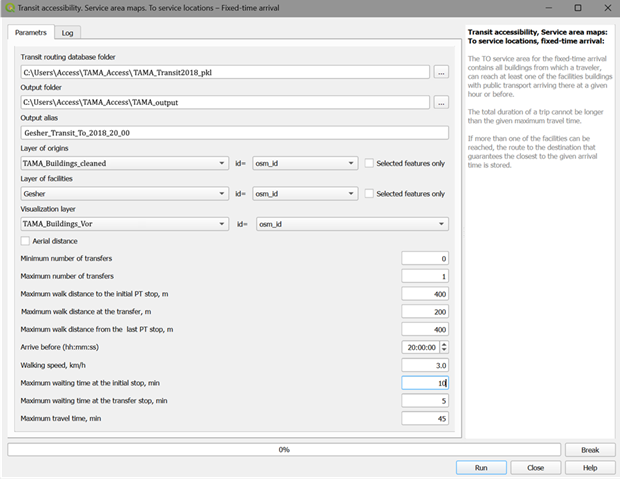 Transit accessibility. Service area maps. To service locations – Fixed-time arrival
Parametrs Log
Transit routing database folder
C:\Users\Access\TAMA_Access\TAMA_Transit2018_pkl ...
Output folder
C:\Users\Access\TAMA_Access\TAMA_output ...
Output alias
Gesher_Transit_To_2018_20_00
Layer of origins
TAMA_Buildings_cleaned id= osm_id Selected features only
Layer of facilities
Gesher id= osm_id Selected features only
Visualization layer
TAMA_Buildings_Vor id= osm_id
Aerial distance
Minimum number of transfers 0
Maximum number of transfers 1
Maximum walk distance to the initial PT stop, m 400
Maximum walk distance at the transfer, m 200
Maximum walk distance from the last PT stop, m 400
Arrive before (hh:mm:ss) 20:00:00
Walking speed, km/h 3.0
Maximum waiting time at the initial stop, min 10
Maximum waiting time at the transfer stop, min 5
Maximum travel time, min 45
Transit accessibility, Service area maps:
To service locations, fixed-time arrival:
The TO service area for the fixed-time arrival
contains all buildings from which a traveler,
can reach at least one of the facilities buildings
with public transport arriving there at a given
hour or before.
The total duration of a trip cannot be longer
than the given maximum travel time.
If more than one of the facilities can be
reached, the route to the destination that
guarantees the closest to the given arrival
time is stored.
0% Break
Run Close Help